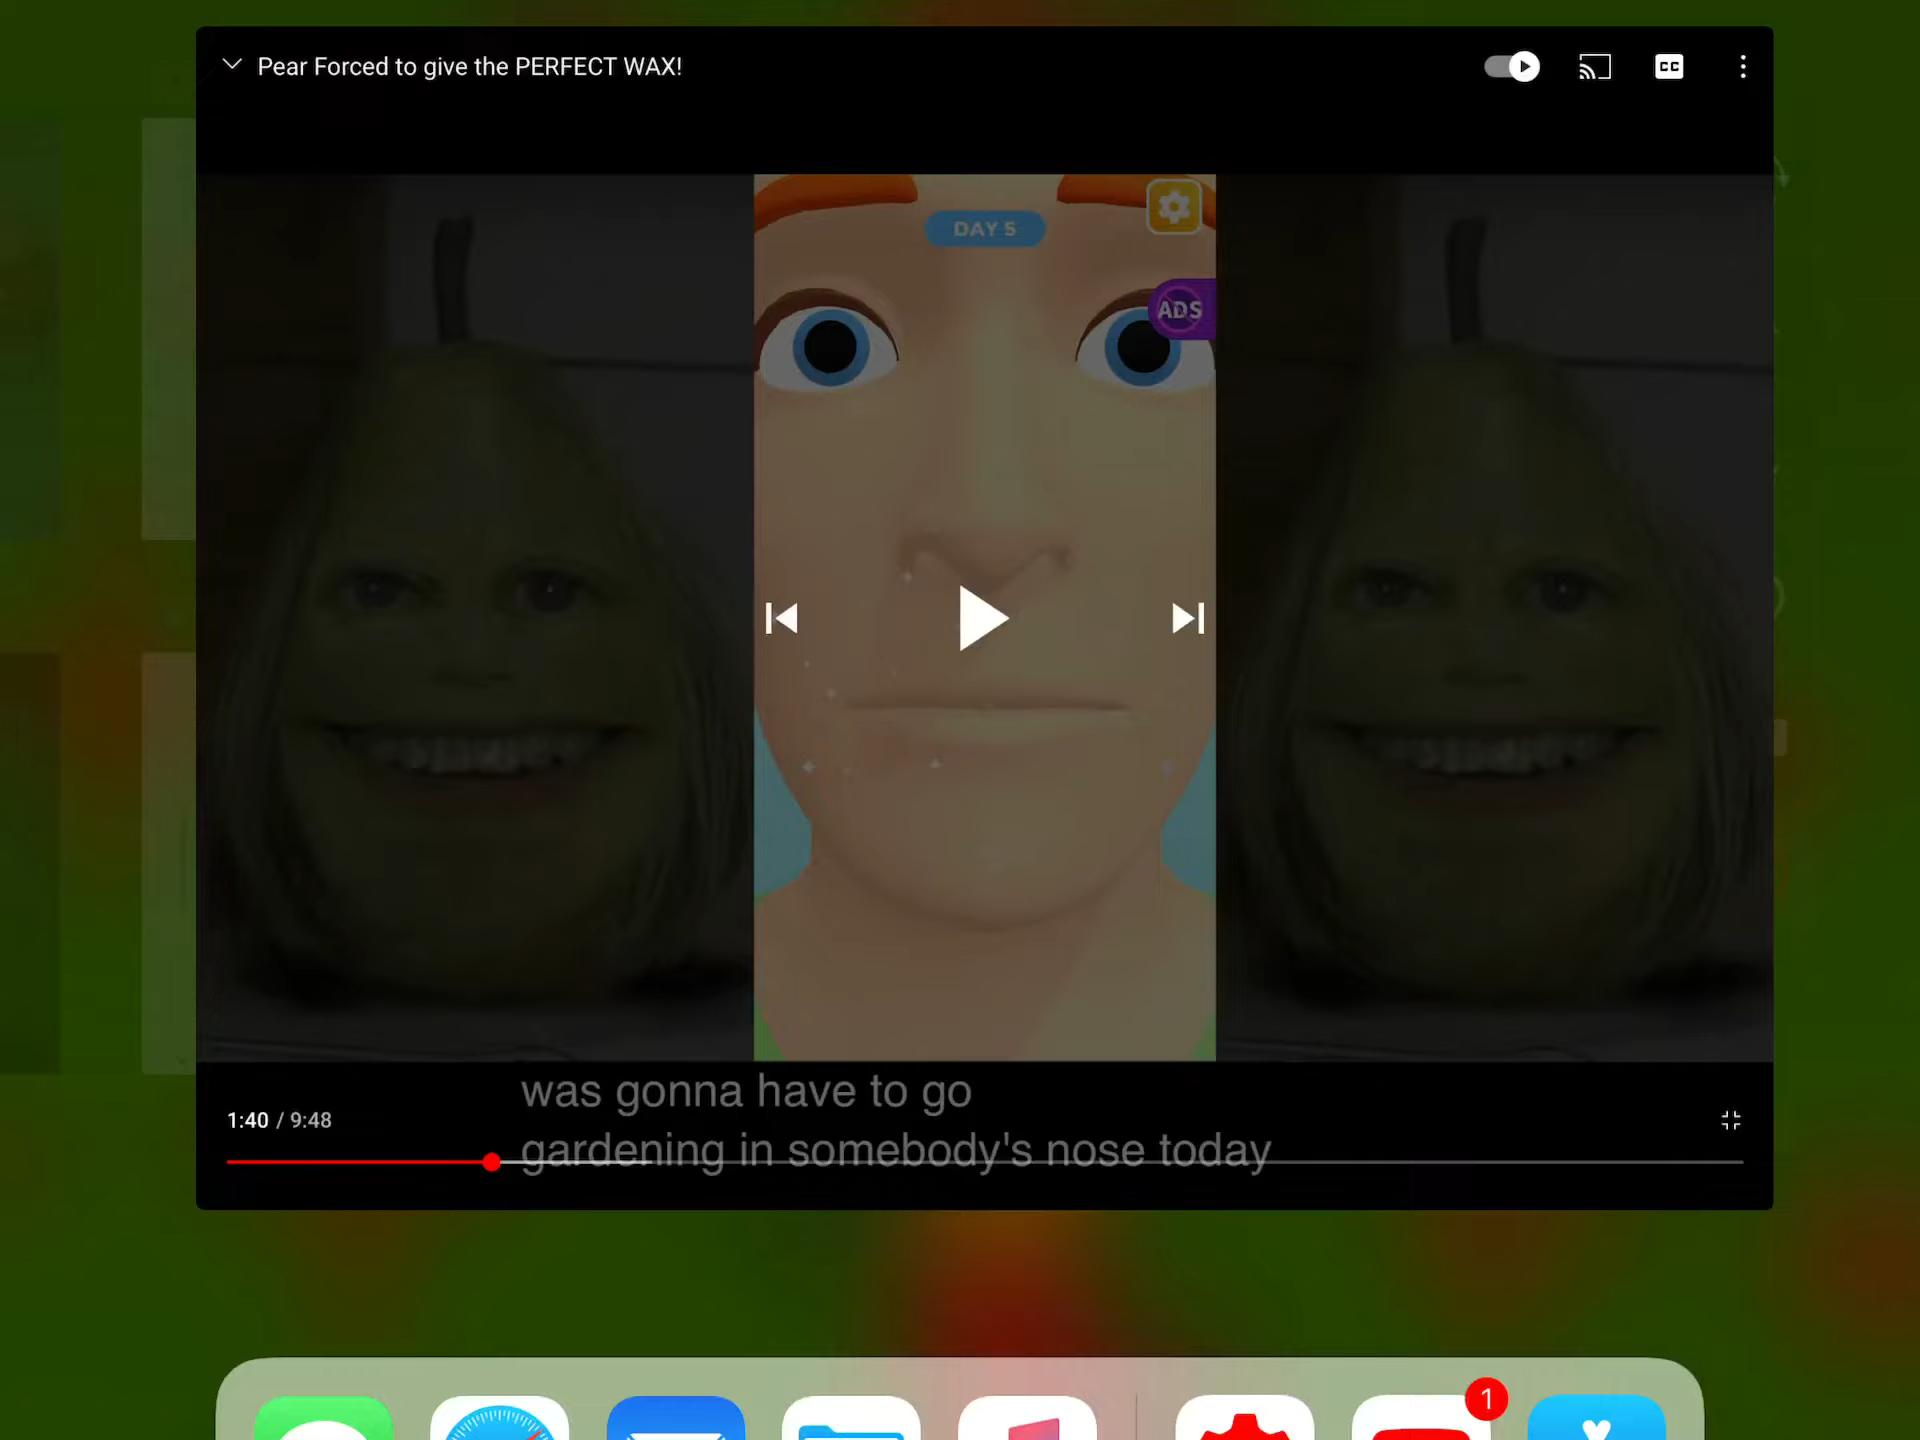 Pear Forced to give the PERFECT WAX!
CC
DAY 5
ADS
was gonna have to go
gardening in somebody's nose today
1:40 / 9:48
1